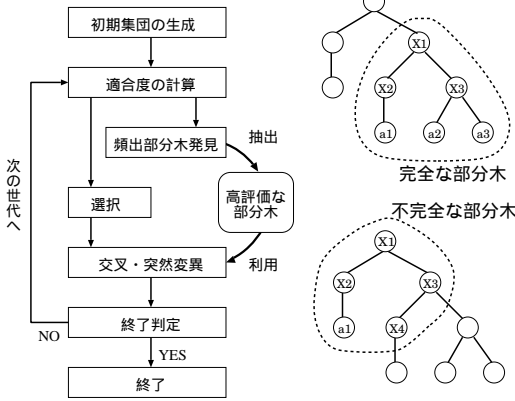 初期集団の生成
適合度の計算
頻出部分木発見
抽出
高評価な
部分木
選択
次の世代へ
交叉・突然変異
利用
終了判定
NO
YES
終了
X1
X2
X3
a1
a2
a3
完全な部分木
不完全な部分木
X1
X2
X3
a1
X4